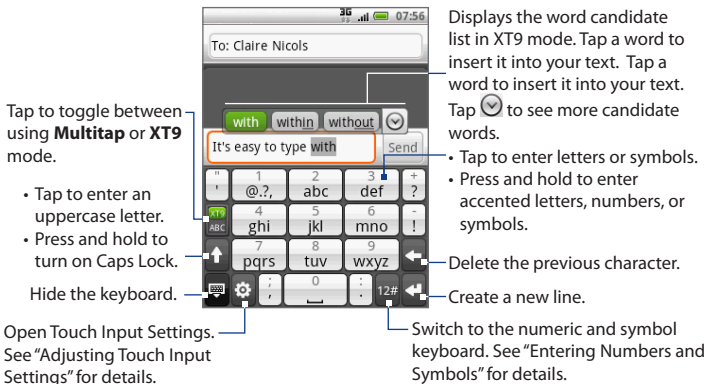 3G 07:56
To: Claire Nicols
with within without
It's easy to type with Send
" 1 2 3 +
' @.?, abc def ?
XT9 4 5 6 -
ABC ghi jkl mno !
7 8 9
pqrs tuv wxyz
; 0 :
, . 12#
Tap to toggle between
using Multitap or XT9
mode.
• Tap to enter an
uppercase letter.
• Press and hold to
turn on Caps Lock.
Hide the keyboard.
Open Touch Input Settings.
See “Adjusting Touch Input
Settings” for details.
Displays the word candidate
list in XT9 mode. Tap a word to
insert it into your text. Tap a
word to insert it into your text.
Tap to see more candidate
words.
• Tap to enter letters or symbols.
• Press and hold to enter
accented letters, numbers, or
symbols.
Delete the previous character.
Create a new line.
Switch to the numeric and symbol
keyboard. See “Entering Numbers and
Symbols” for details.